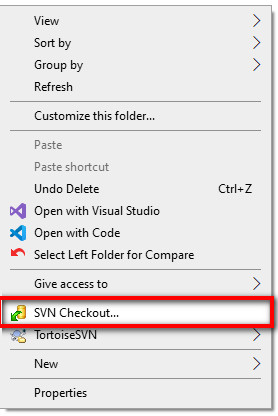 View
Sort by
Group by
Refresh
Customize this folder...
Paste
Paste shortcut
Undo Delete Ctrl+Z
Open with Visual Studio
Open with Code
Select Left Folder for Compare
Give access to
SVN Checkout...
TortoiseSVN
New
Properties